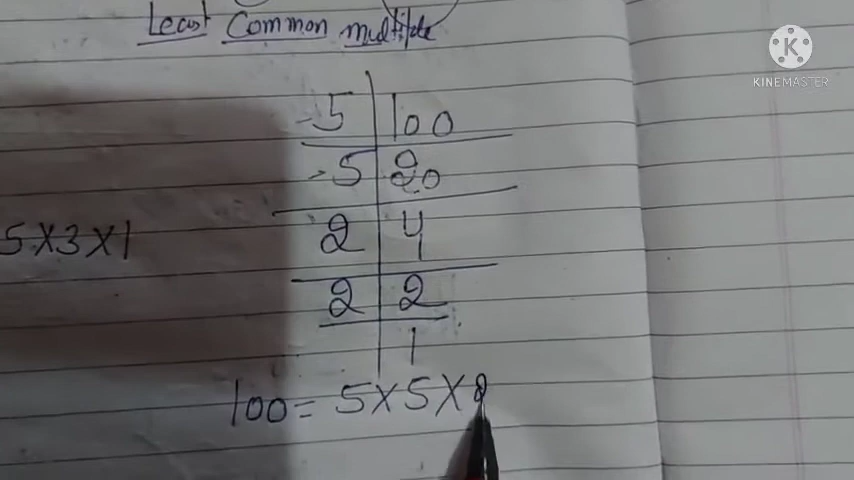 Least Common multiple
K
KINEMASTER
5 100
5 20
5X3X1
2 4
2 2
1
100 = 5X5X2